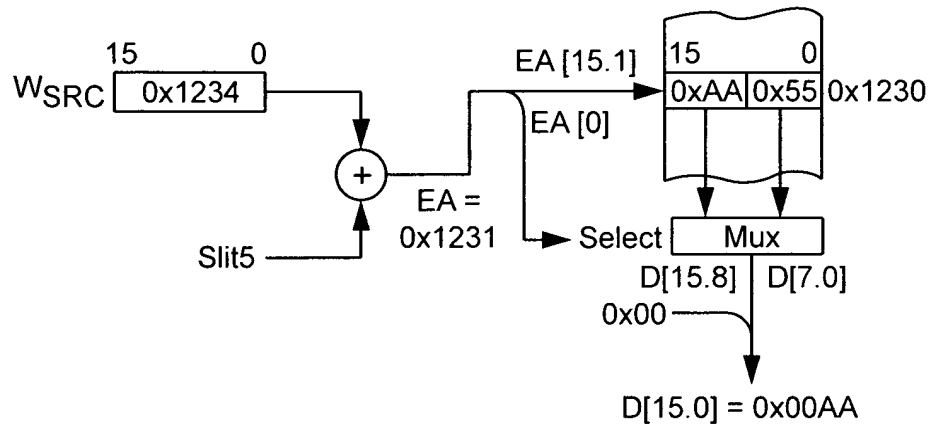 15 0
WSRC 0x1234
EA [15.1]
EA [0]
15 0
0xAA 0x55 0x1230
+
EA =
0x1231
Slit5
Select Mux
D[15.8] D[7.0]
0x00
D[15.0] = 0x00AA